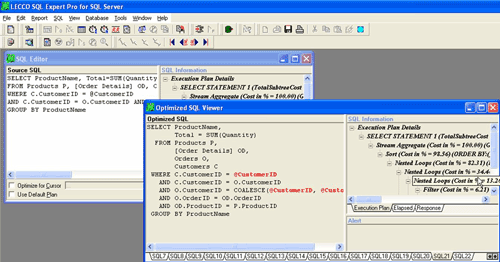 LECCO SQL Expert Pro for SQL Server
File Edit Report SQL View Database Tools Window Help
SQL Editor
Source SQL
SELECT ProductName, Total=SUM(Quantity
FROM Products P, [Order Details] OD, C
WHERE C.CustomerID = @CustomerID
AND C.CustomerID = O.CustomerID AN
GROUP BY ProductName
Optimize for Cursor
Use Default Plan
SQL Information
Execution Plan Details
SELECT STATEMENT 1 (TotalSubtreeCost
Stream Aggregate (Cost in % = 100.00) (G
Optimized SQL Viewer
Optimized SQL
SELECT ProductName,
Total = SUM(Quantity)
FROM Products P,
[Order Details] OD,
Orders O,
Customers C
WHERE C.CustomerID = @CustomerID
AND C.CustomerID = O.CustomerID
AND O.CustomerID = COALESCE(@CustomerID, @Custo
AND O.OrderID = OD.OrderID
AND OD.ProductID = P.ProductID
GROUP BY ProductName
SQL Information
Execution Plan Details
SELECT STATEMENT 1 (TotalSubtreeCost
Stream Aggregate (Cost in % = 100.00) (G
Sort (Cost in % = 98.36) (ORDER BY:(
Nested Loops (Cost in % = 82.31) (I
Nested Loops (Cost in % = 34.4
Nested Loops (Cost in % = 13.2
Filter (Cost in % = 6.21)
Execution Plan Elapsed Response
Alert
SQL7 SQL8 SQL9 SQL10 SQL11 SQL12 SQL13 SQL14 SQL15 SQL16 SQL17 SQL18 SQL19 SQL20 SQL21 SQL22